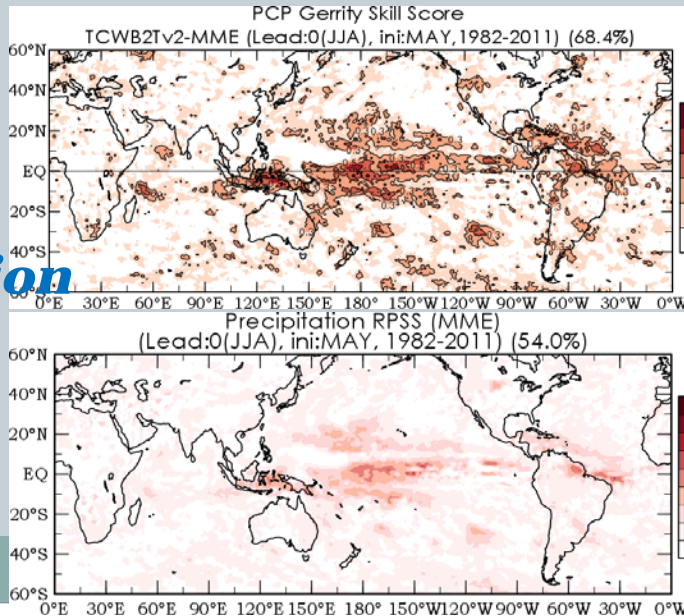 PCP Gerrity Skill Score
TCWB2Tv2-MME (Lead:0(JJA), ini:MAY,1982-2011) (68.4%)
60°N
40°N
20°N
EQ
20°S
40°S
ion
0°E 30°E 60°E 90°E 120°E 150°E 180°W 150°W 120°W 90°W 60°W 30°W 0°W
Precipitation RPSS (MME)
(Lead:0(JJA), ini:MAY, 1982-2011) (54.0%)
60°N
40°N
20°N
EQ
20°S
40°S
60°S
0°E 30°E 60°E 90°E 120°E 150°E 180°W 150°W 120°W 90°W 60°W 30°W 0°W